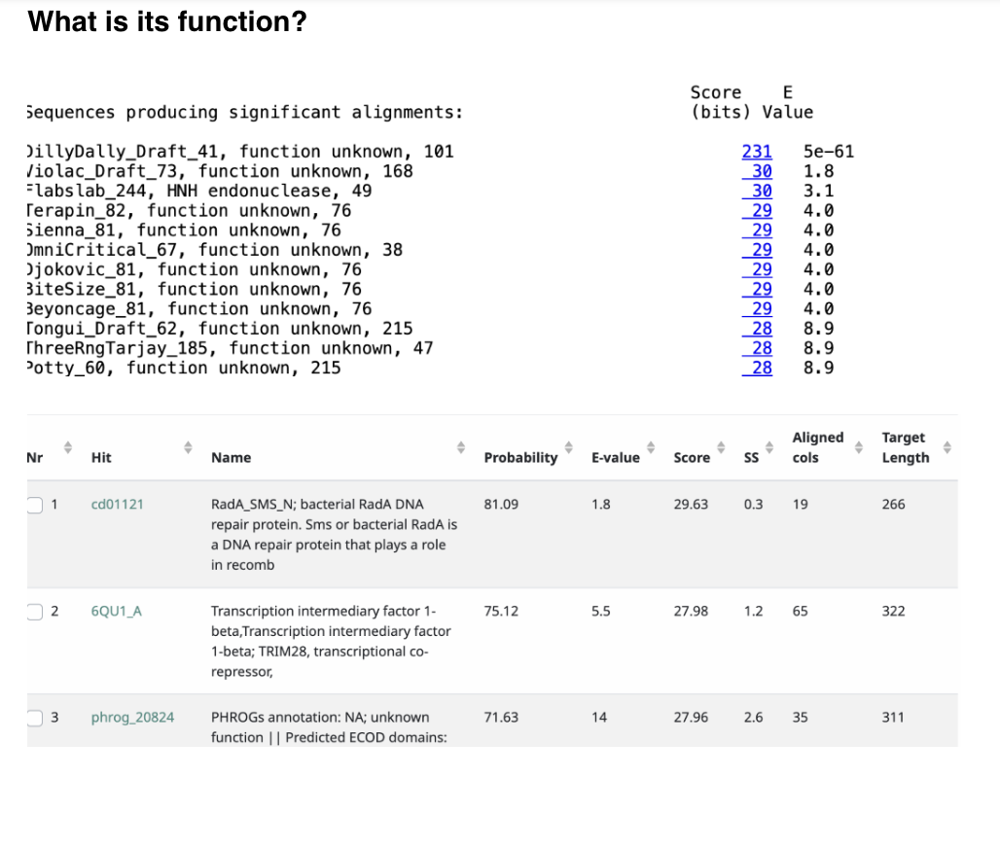 What is its function?
Score E
Sequences producing significant alignments: (bits) Value
DillyDally_Draft_41, function unknown, 101 231 5e-61
Violac_Draft_73, function unknown, 168 30 1.8
Flabslab_244, HNH endonuclease, 49 30 3.1
Terapin_82, function unknown, 76 29 4.0
Sienna_81, function unknown, 76 29 4.0
OmniCritical_67, function unknown, 38 29 4.0
Djokovic_81, function unknown, 76 29 4.0
BiteSize_81, function unknown, 76 29 4.0
Beyoncage_81, function unknown, 76 29 4.0
Tongui_Draft_62, function unknown, 215 28 8.9
ThreeRngTarjay_185, function unknown, 47 28 8.9
Potty_60, function unknown, 215 28 8.9
Nr Hit Name Probability E-value Score SS Aligned cols Target Length
1 cd01121 RadA_SMS_N; bacterial RadA DNA 81.09 1.8 29.63 0.3 19 266
repair protein. Sms or bacterial RadA is
a DNA repair protein that plays a role
in recomb
2 6QU1_A Transcription intermediary factor 1- 75.12 5.5 27.98 1.2 65 322
beta,Transcription intermediary factor
1-beta; TRIM28, transcriptional co-
repressor,
3 phrog_20824 PHROGs annotation: NA; unknown 71.63 14 27.96 2.6 35 311
function || Predicted ECOD domains: